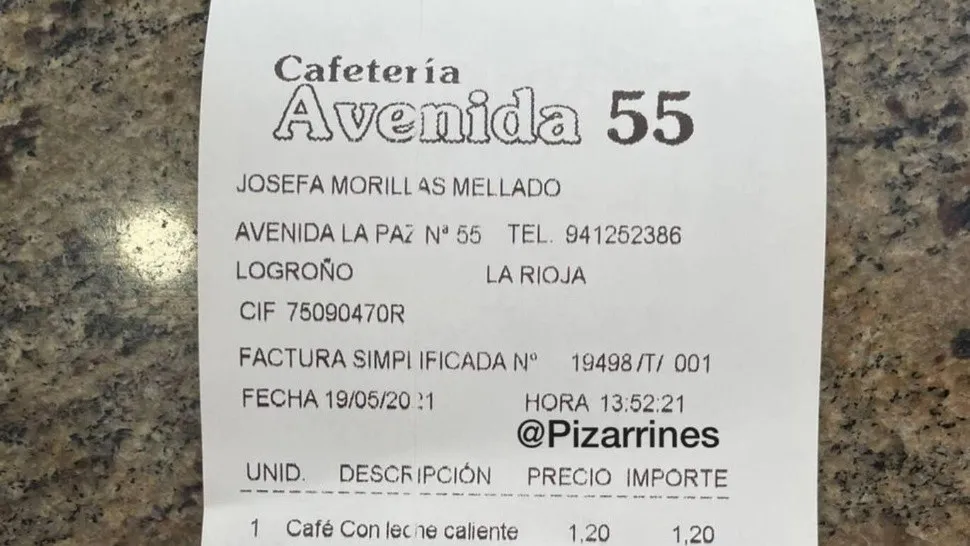 Cafetería
Avenida 55
JOSEFA MORILLAS MELLADO
AVENIDA LA PAZ Nª 55 TEL. 941252386
LOGROÑO LA RIOJA
CIF 75090470R
FACTURA SIMPLIFICADA Nº 19498/T/ 001
FECHA 19/05/2021 HORA 13:52:21
@Pizarrines
UNID. DESCRIPCIÓN PRECIO IMPORTE
1 Café Con leche caliente 1,20 1,20